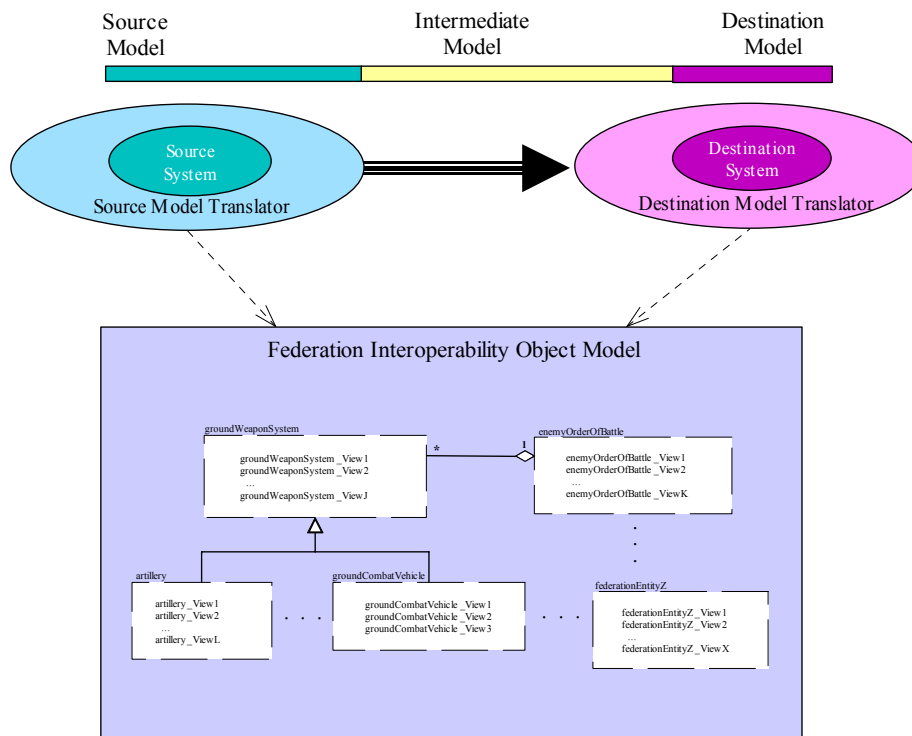 Source
Model
Intermediate
Model
Destination
Model
Source
System
Source Model Translator
Destination
System
Destination Model Translator
Federation Interoperability Object Model
groundWeaponSystem
groundWeaponSystem _View1
groundWeaponSystem _View2
...
groundWeaponSystem _ViewJ
*
1
enemyOrderOfBattle
enemyOrderOfBattle _View1
enemyOrderOfBattle _View2
...
enemyOrderOfBattle _ViewK
.
.
.
artillery
artillery _View1
artillery _View2
...
artillery _ViewL
. . .
groundCombatVehicle
groundCombatVehicle _View1
groundCombatVehicle _View2
groundCombatVehicle _View3
. . .
federationEntityZ
federationEntityZ _View1
federationEntityZ _View2
...
federationEntityZ _ViewX